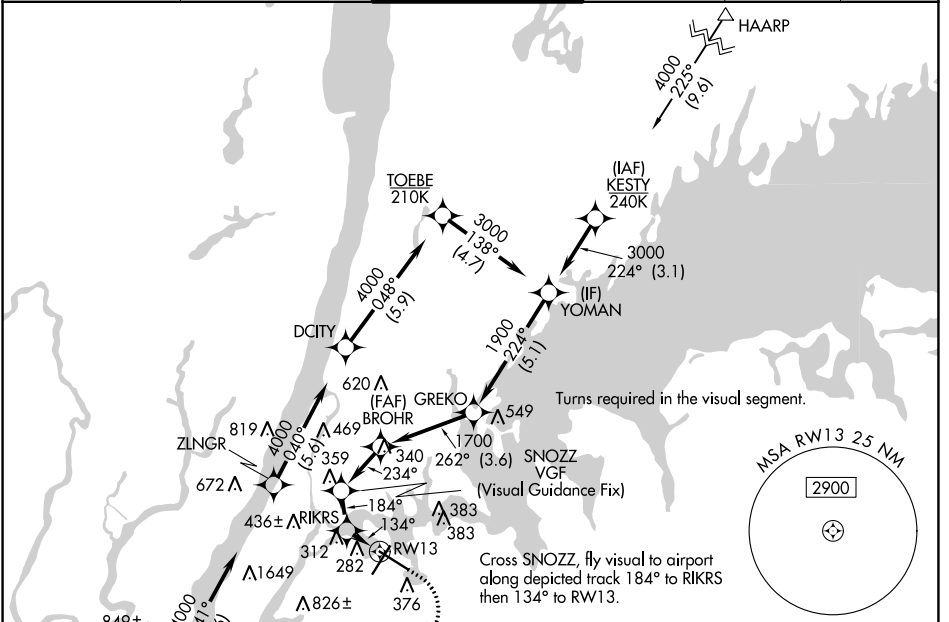 HAARP
4000
225°
(9.6)
TOEBE
210K
(IAF)
KESTY
240K
3000
138°
(4.7)
3000
224° (3.1)
4000
048°
(5.9)
(IF)
YOMAN
DCITY
1900
224°
(5.1)
620
(FAF)
BROHR
GREKO
549
Turns required in the visual segment.
819
469
ZLNGR
4000
040°
(5.6)
359
340
234°
1700
262° (3.6)
SNOZZ
VGF
(Visual Guidance Fix)
MSA RW13 25 NM
2900
672
184°
436±
RIKRS
134°
383
383
312
282
RW13
Cross SNOZZ, fly visual to airport
along depicted track 184° to RIKRS
then 134° to RW13.
1649
376
826±